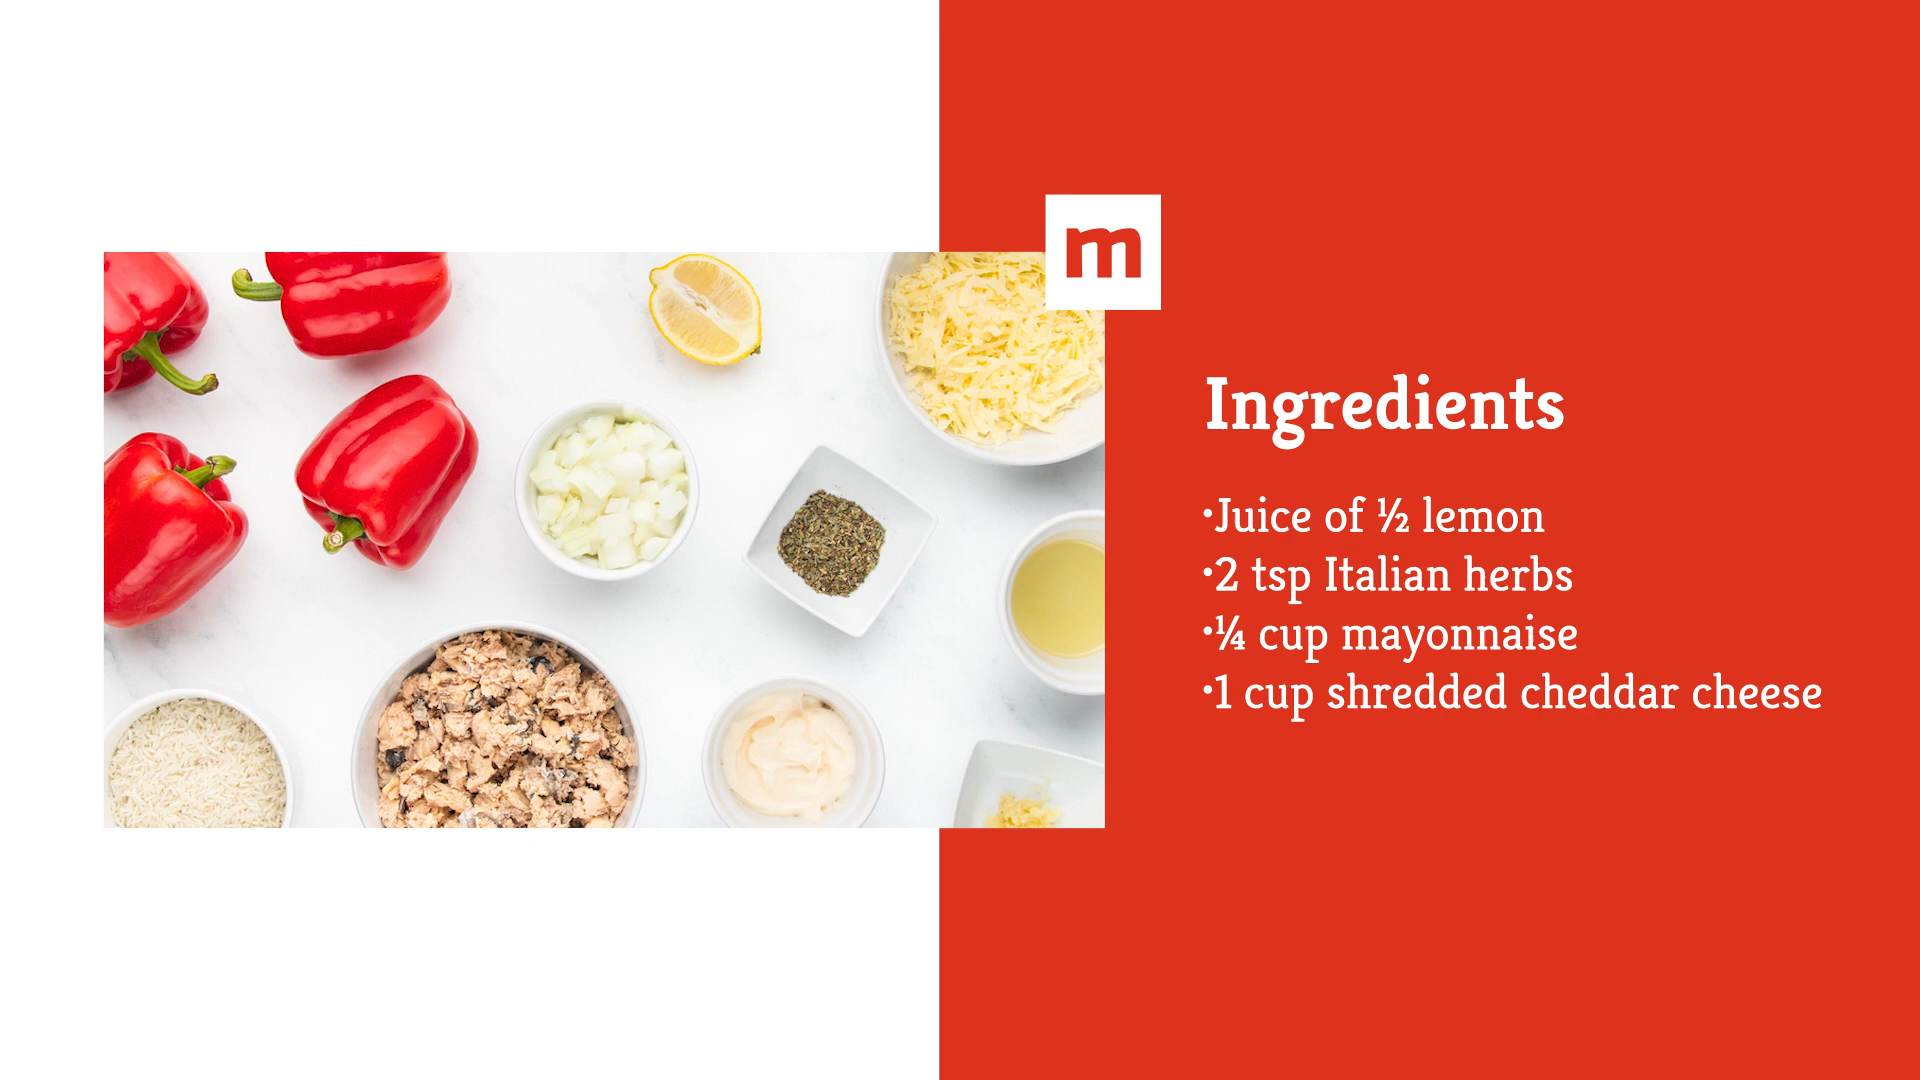 m
Ingredients
•Juice of ½ lemon
•2 tsp Italian herbs
•¼ cup mayonnaise
•1 cup shredded cheddar cheese